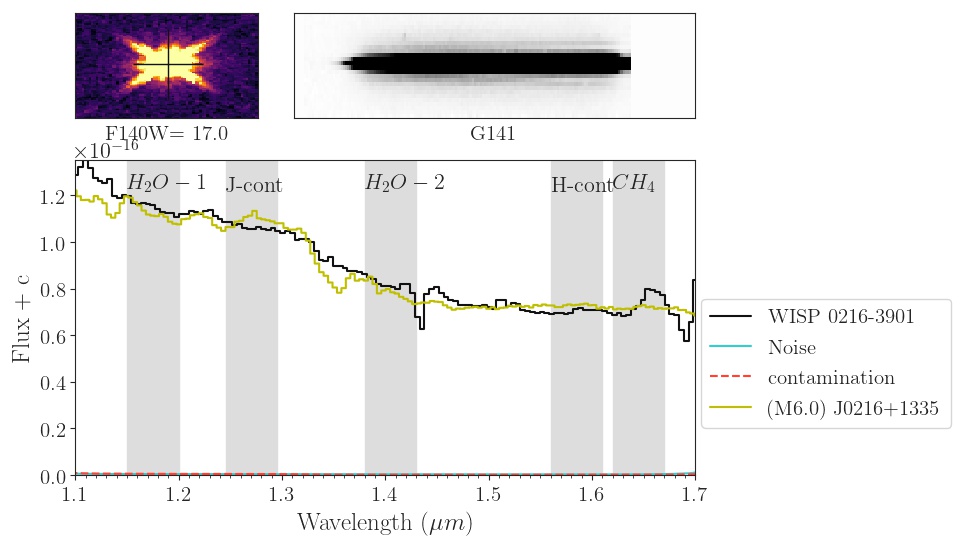 F140W= 17.0
G141
×10⁻¹⁶
H₂O − 1
J-cont
H₂O − 2
H-cont
CH₄
1.2
1.0
0.8
0.6
0.4
0.2
0.0
Flux + c
1.1
1.2
1.3
1.4
1.5
1.6
1.7
Wavelength (μm)
WISP 0216-3901
Noise
contamination
(M6.0) J0216+1335